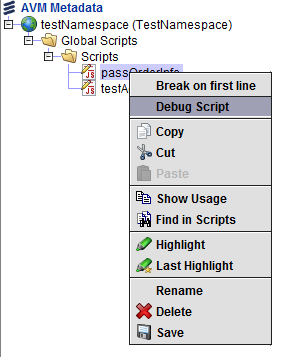 AVM Metadata
testNamespace (TestNamespace)
Global Scripts
Scripts
passOrderInfo
testA
Break on first line
Debug Script
Copy
Cut
Paste
Show Usage
Find in Scripts
Highlight
Last Highlight
Rename
Delete
Save